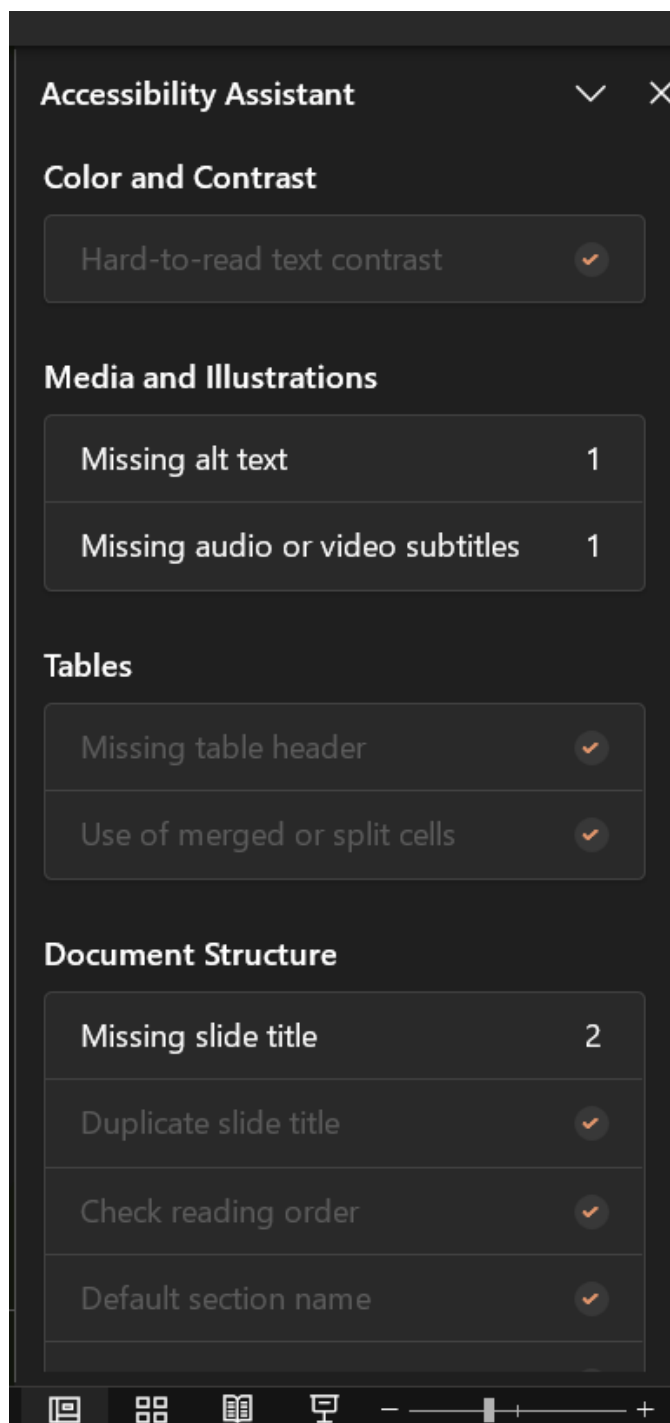 Accessibility Assistant
Color and Contrast
Hard-to-read text contrast
Media and Illustrations
Missing alt text 1
Missing audio or video subtitles 1
Tables
Missing table header
Use of merged or split cells
Document Structure
Missing slide title 2
Duplicate slide title
Check reading order
Default section name